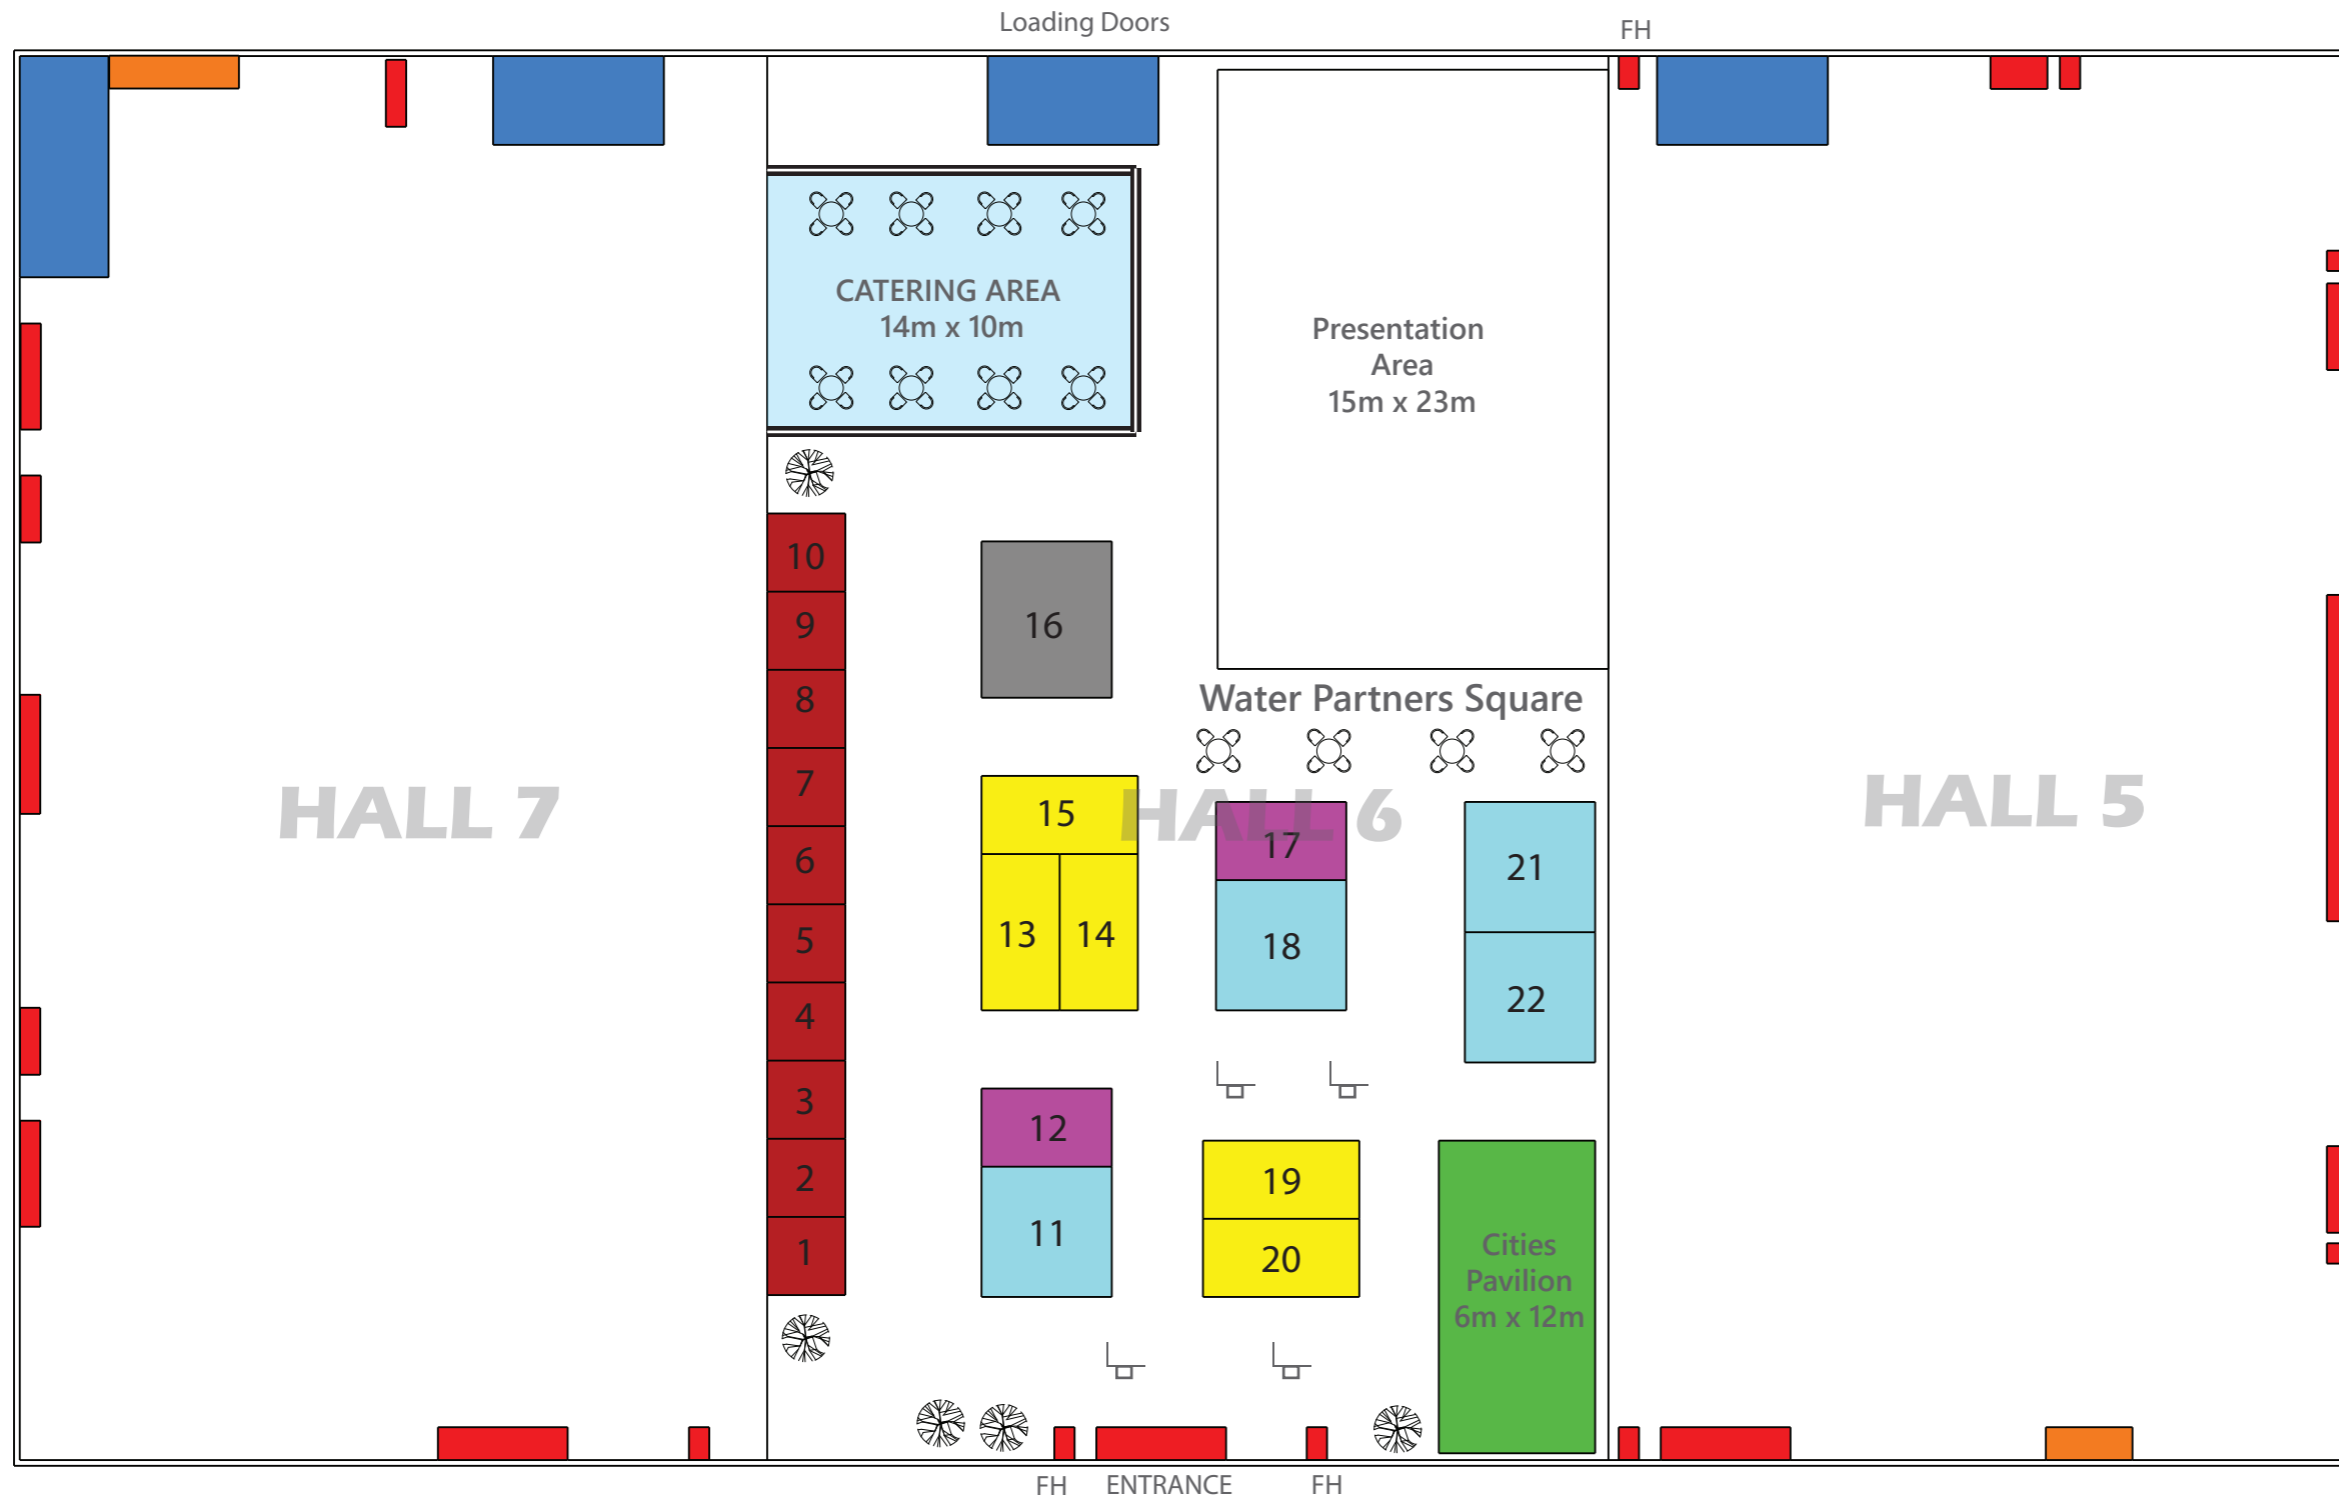 Loading Doors
FH
CATERING AREA
14m x 10m
Presentation
Area
15m x 23m
10
9
8
7
6
5
4
3
2
1
16
Water Partners Square
HALL 7
HALL 6
HALL 5
15
13
14
17
18
21
22
12
11
19
20
Cities
Pavilion
6m x 12m
FH
ENTRANCE
FH